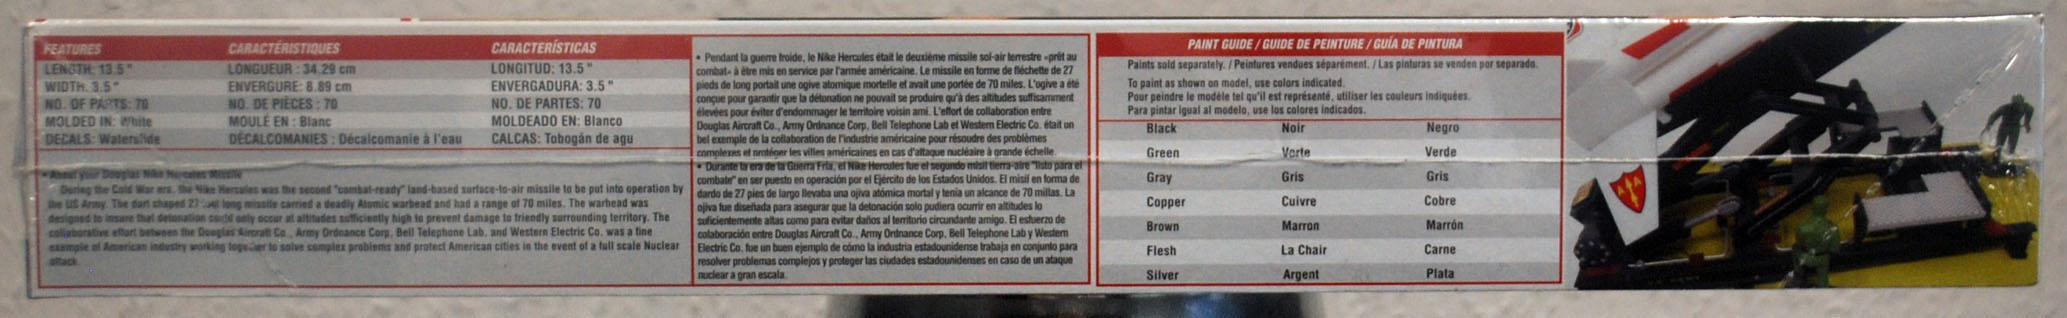 FEATURES CARACTÉRISTIQUES CARACTERÍSTICAS
LENGTH: 13.5" LONGUEUR : 34.29 cm LONGITUD: 13.5"
WIDTH: 3.5" ENVERGURE: 8.89 cm ENVERGADURA: 3.5"
NO. OF PARTS: 70 NO. DE PIÈCES : 70 NO. DE PARTES: 70
MOLDED IN: White MOULÉ EN : Blanc MOLDEADO EN: Blanco
DECALS: Waterslide DÉCALCOMANIES : Décalcomanie à l'eau CALCAS: Tobogán de agu
• About your Douglas Nike Hercules Missile
During the Cold War era, the Nike Hercules was the second "combat-ready" land-based surface-to-air missile to be put into operation by
the US Army. The dart shaped 27 long missile carried a deadly Atomic warhead and had a range of 70 miles. The warhead was
designed to insure that detonation could only occur at altitudes sufficiently high to prevent damage to friendly surrounding territory. The
collaborative effort between the Douglas Aircraft Co., Army Ordnance Corp, Bell Telephone Lab, and Western Electric Co. was a fine
example of American industry working together to solve complex problems and protect American cities in the event of a full scale Nuclear
attack.
• Pendant la guerre froide, le Nike Hercules était le deuxième missile sol-air terrestre «prêt au
combat» à être mis en service par l'armée américaine. Le missile en forme de fléchette de 27
pieds de long portait une ogive atomique mortelle et avait une portée de 70 miles. L'ogive a été
conçue pour garantir que la détonation ne pouvait se produire qu'à des altitudes suffisamment
élevées pour éviter d'endommager le territoire voisin ami. L'effort de collaboration entre
Douglas Aircraft Co., Army Ordnance Corp, Bell Telephone Lab et Western Electric Co. était un
bel exemple de la collaboration de l'industrie américaine pour résoudre des problèmes
complexes et protéger les villes américaines en cas d'attaque nucléaire à grande échelle.
• Durante la era de la Guerra Fría, el Nike Hercules fue el segundo misil tierra-aire "listo para el
combate" en ser puesto en operación por el Ejército de los Estados Unidos. El misil en forma de
dardo de 27 pies de largo llevaba una ojiva atómica mortal y tenía un alcance de 70 millas. La
ojiva fue diseñada para asegurar que la detonación solo pudiera ocurrir en altitudes lo
suficientemente altas como para evitar daños al territorio circundante amigo. El esfuerzo de
colaboración entre Douglas Aircraft Co., Army Ordnance Corp, Bell Telephone Lab y Western
Electric Co. fue un buen ejemplo de cómo la industria estadounidense trabaja en conjunto para
resolver problemas complejos y proteger las ciudades estadounidenses en caso de un ataque
nuclear a gran escala.
PAINT GUIDE / GUIDE DE PEINTURE / GUÍA DE PINTURA
Paints sold separately. / Peintures vendues séparément. / Las pinturas se venden por separado.
To paint as shown on model, use colors indicated.
Pour peindre le modèle tel qu'il est représenté, utiliser les couleurs indiquées.
Para pintar igual al modelo, use los colores indicados.
Black Noir Negro
Green Verte Verde
Gray Gris Gris
Copper Cuivre Cobre
Brown Marron Marrón
Flesh La Chair Carne
Silver Argent Plata
A A